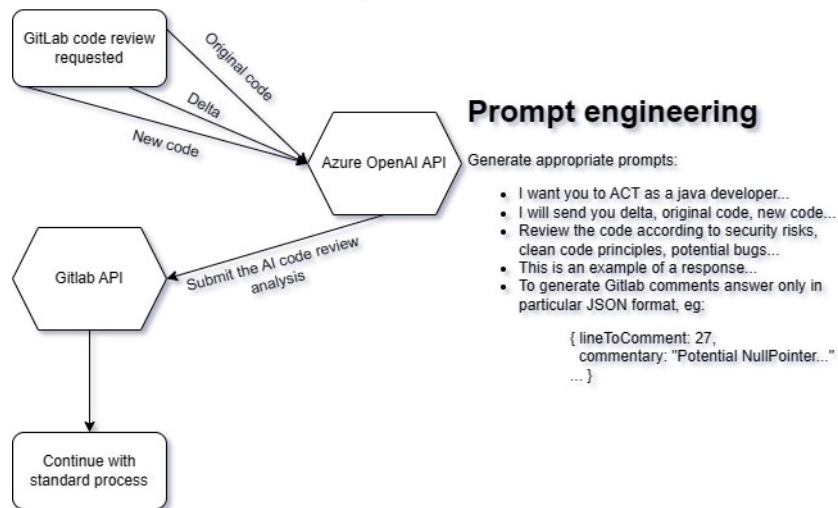 GitLab code review
requested
Original code
Delta
New code
Azure OpenAI API
Submit the AI code review
analysis
Gitlab API
Continue with
standard process
Prompt engineering
Generate appropriate prompts:
• I want you to ACT as a java developer...
• I will send you delta, original code, new code...
• Review the code according to security risks,
clean code principles, potential bugs...
• This is an example of a response...
• To generate Gitlab comments answer only in
particular JSON format, eg:
{ lineToComment: 27,
commentary: "Potential NullPointer..."
... }